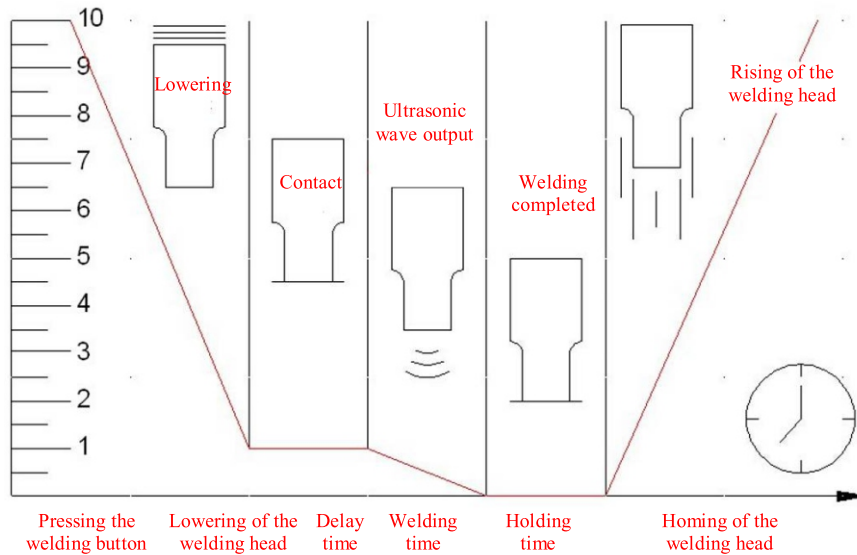 10
9
8
7
6
5
4
3
2
1
Lowering
Contact
Ultrasonic
wave output
Welding
completed
Rising of the
welding head
Pressing the
welding button
Lowering of the
welding head
Delay
time
Welding
time
Holding
time
Homing of the
welding head